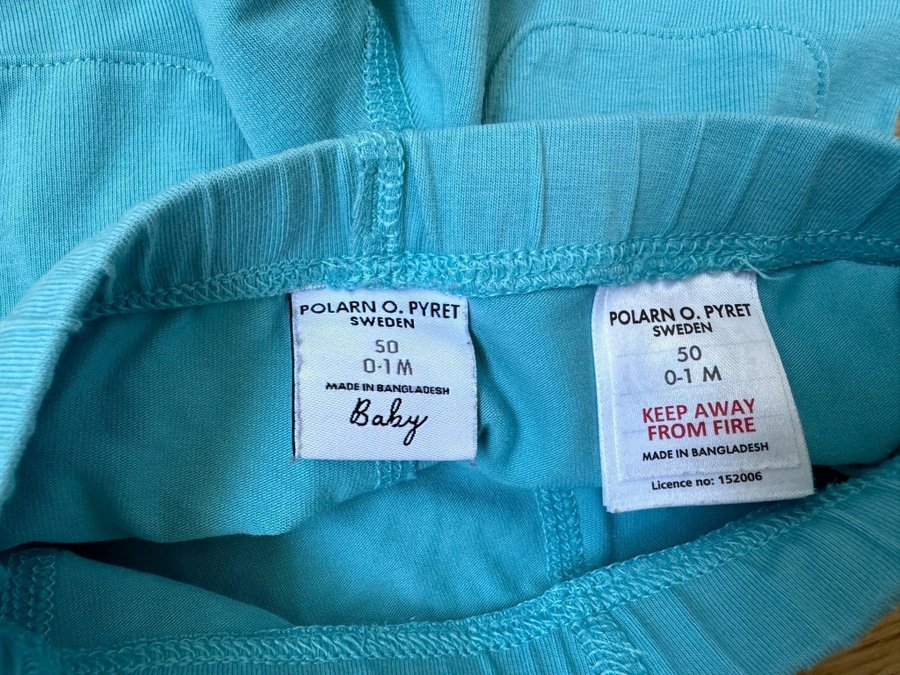 POLARN O. PYRET
SWEDEN
50
0-1 M
MADE IN BANGLADESH
Baby
POLARN O. PYRET
SWEDEN
50
0-1 M
KEEP AWAY
FROM FIRE
MADE IN BANGLADESH
Licence no: 152006